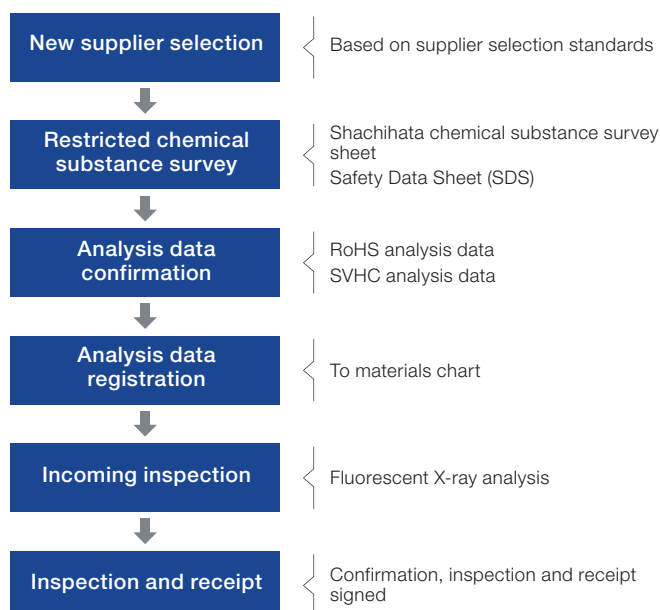 New supplier selection
Based on supplier selection standards
Restricted chemical
substance survey
Shachihata chemical substance survey
sheet
Safety Data Sheet (SDS)
Analysis data
confirmation
RoHS analysis data
SVHC analysis data
Analysis data
registration
To materials chart
Incoming inspection
Fluorescent X-ray analysis
Inspection and receipt
Confirmation, inspection and receipt
signed